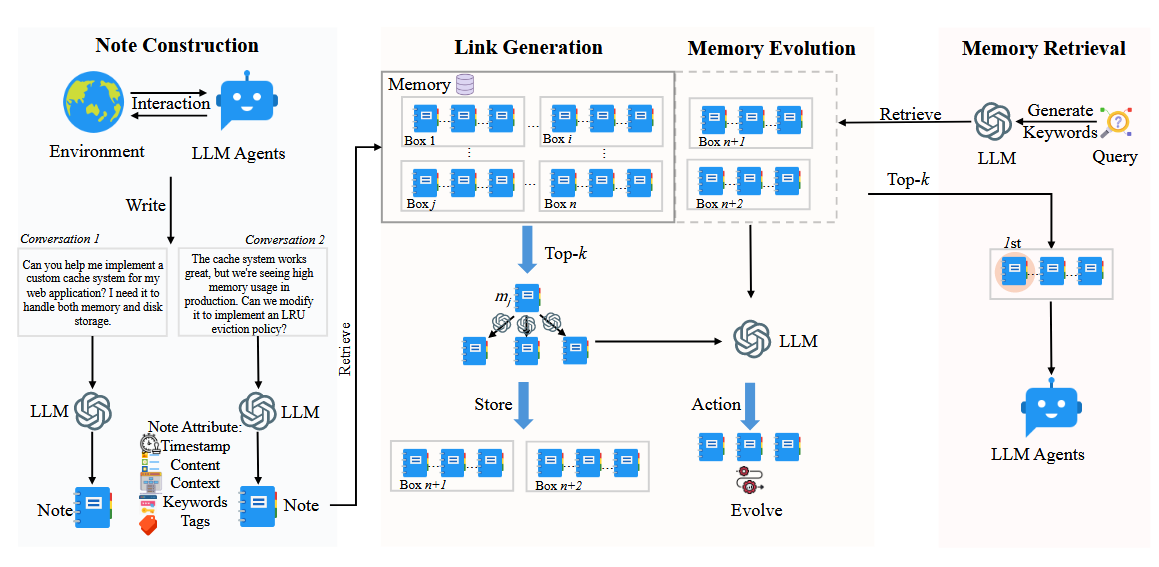 Note Construction
Interaction
Environment
LLM Agents
Write
Conversation 1
Can you help me implement a
custom cache system for my
web application? I need it to
handle both memory and disk
storage.
Conversation 2
The cache system works
great, but we're seeing high
memory usage in
production. Can we modify
it to implement an LRU
eviction policy?
LLM
LLM
Note Attribute:
Timestamp
Content
Context
Keywords
Tags
Note
Note
Retrieve
Link Generation
Memory
Box 1
...
Box i
Box j
...
Box n
Top-k
mj
Store
Box n+1
Box n+2
Memory Evolution
Box n+1
Box n+2
LLM
Action
Evolve
Memory Retrieval
Retrieve
LLM
Generate
Keywords
Query
Top-k
1st
LLM Agents